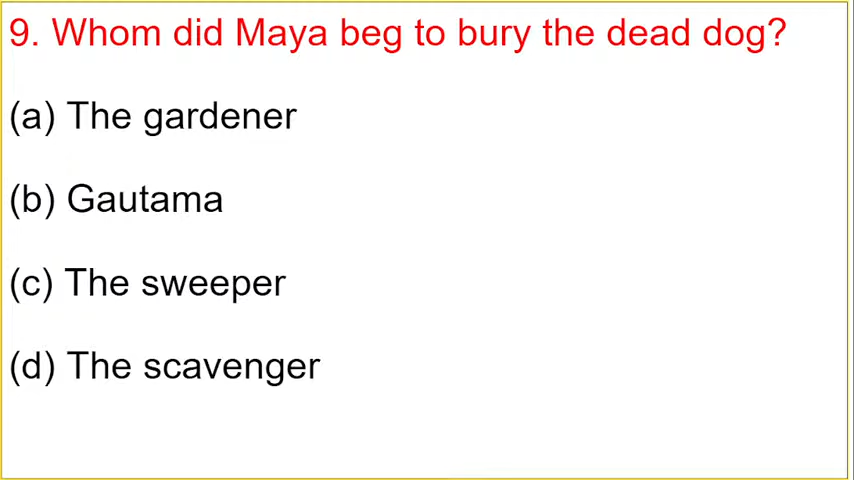 9. Whom did Maya beg to bury the dead dog?
(a) The gardener
(b) Gautama
(c) The sweeper
(d) The scavenger